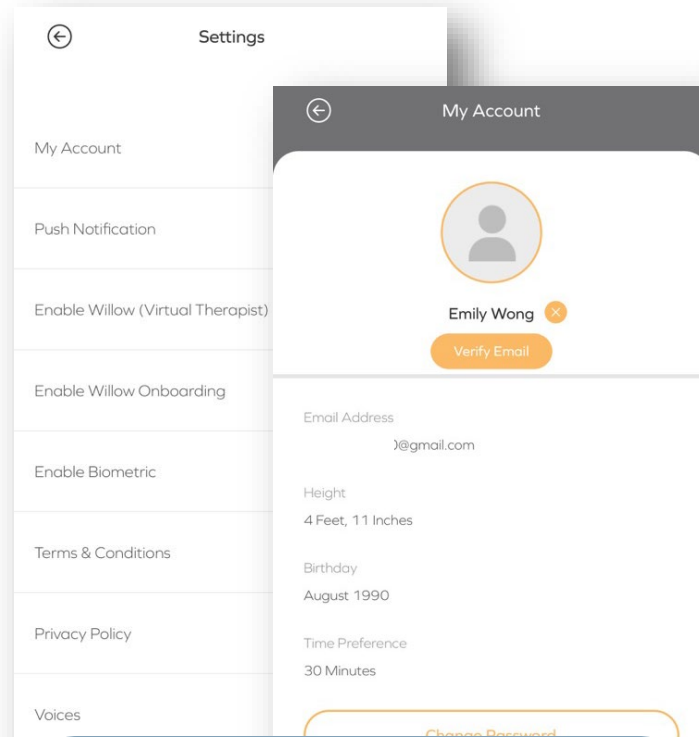 Settings
My Account
Push Notification
Enable Willow (Virtual Therapist)
Enable Willow Onboarding
Enable Biometric
Terms & Conditions
Privacy Policy
Voices
My Account
Emily Wong
Verify Email
Email Address
@gmail.com
Height
4 Feet, 11 Inches
Birthday
August 1990
Time Preference
30 Minutes
Change Password